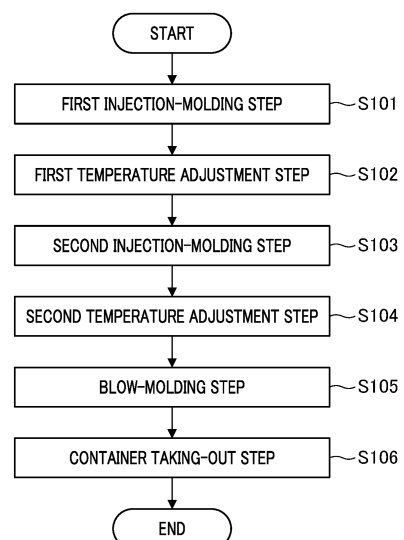 START
FIRST INJECTION-MOLDING STEP S101
FIRST TEMPERATURE ADJUSTMENT STEP S102
SECOND INJECTION-MOLDING STEP S103
SECOND TEMPERATURE ADJUSTMENT STEP S104
BLOW-MOLDING STEP S105
CONTAINER TAKING-OUT STEP S106
END